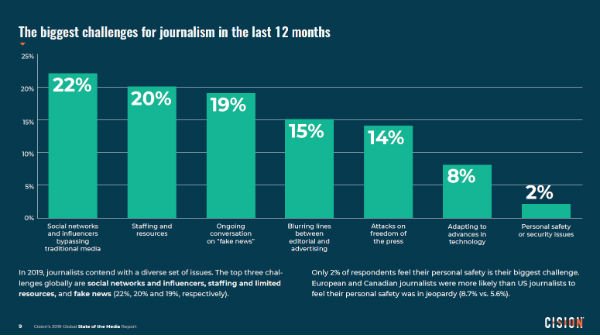 The biggest challenges for journalism in the last 12 months
25%
20%
15%
10%
5%
0%
22%
20%
19%
15%
14%
8%
2%
Social networks
and influencers
bypassing
traditional media
Staffing and
resources
Ongoing
conversation
on "fake news"
Blurring lines
between
editorial and
advertising
Attacks on
freedom of
the press
Adapting to
advances in
technology
Personal safety
or security issues
In 2019, journalists contend with a diverse set of issues. The top three chal-
lenges globally are social networks and influencers, staffing and limited
resources, and fake news (22%, 20% and 19%, respectively).
Only 2% of respondents feel their personal safety is their biggest challenge.
European and Canadian journalists were more likely than US journalists to
feel their personal safety was in jeopardy (8.7% vs. 5.6%).
9 Cision's 2019 Global State of the Media Report
CISION